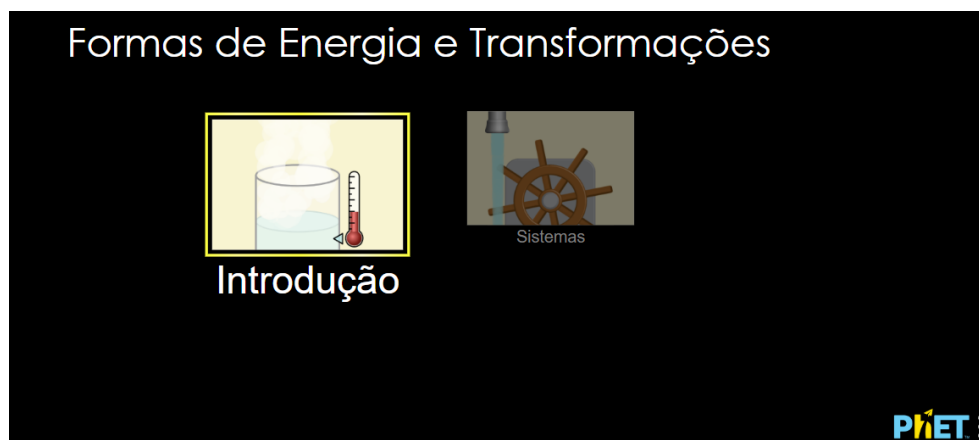 Formas de Energia e Transformações
Sistemas
Introdução
PhET